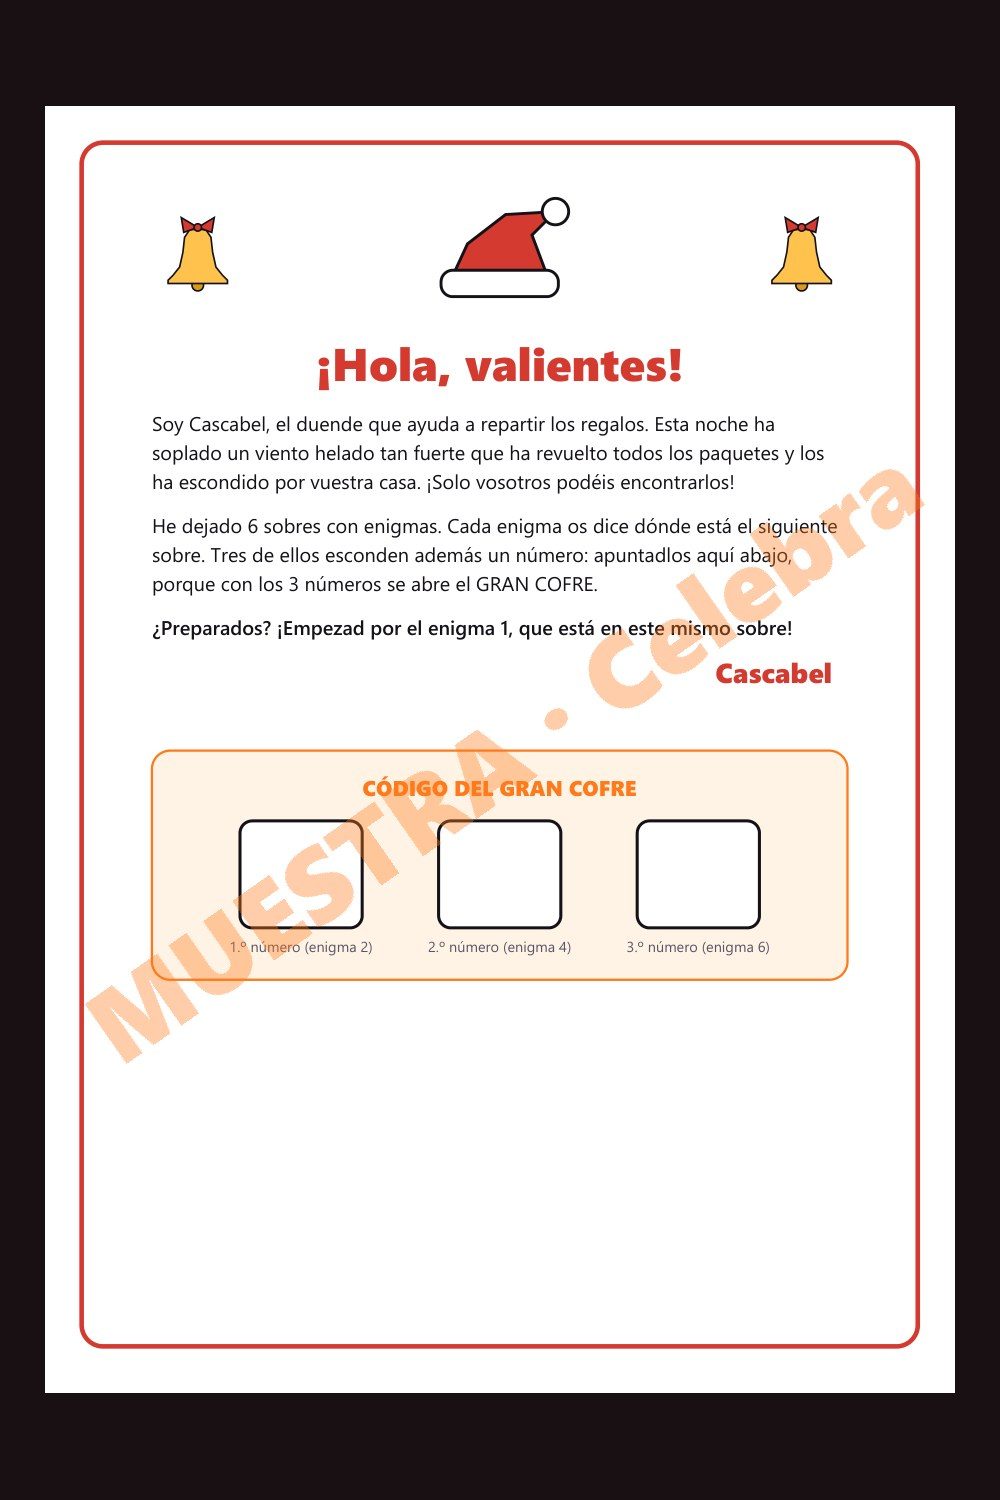 ¡Hola, valientes!
Soy Cascabel, el duende que ayuda a repartir los regalos. Esta noche ha
soplado un viento helado tan fuerte que ha revuelto todos los paquetes y los
ha escondido por vuestra casa. ¡Solo vosotros podéis encontrarlos!
He dejado 6 sobres con enigmas. Cada enigma os dice dónde está el siguiente
sobre. Tres de ellos esconden además un número: apuntadlos aquí abajo,
porque con los 3 números se abre el GRAN COFRE.
¿Preparados? ¡Empezad por el enigma 1, que está en este mismo sobre!
Cascabel
CÓDIGO DEL GRAN COFRE
1.º número (enigma 2)
2.º número (enigma 4)
3.º número (enigma 6)
MUESTRA · Celebra